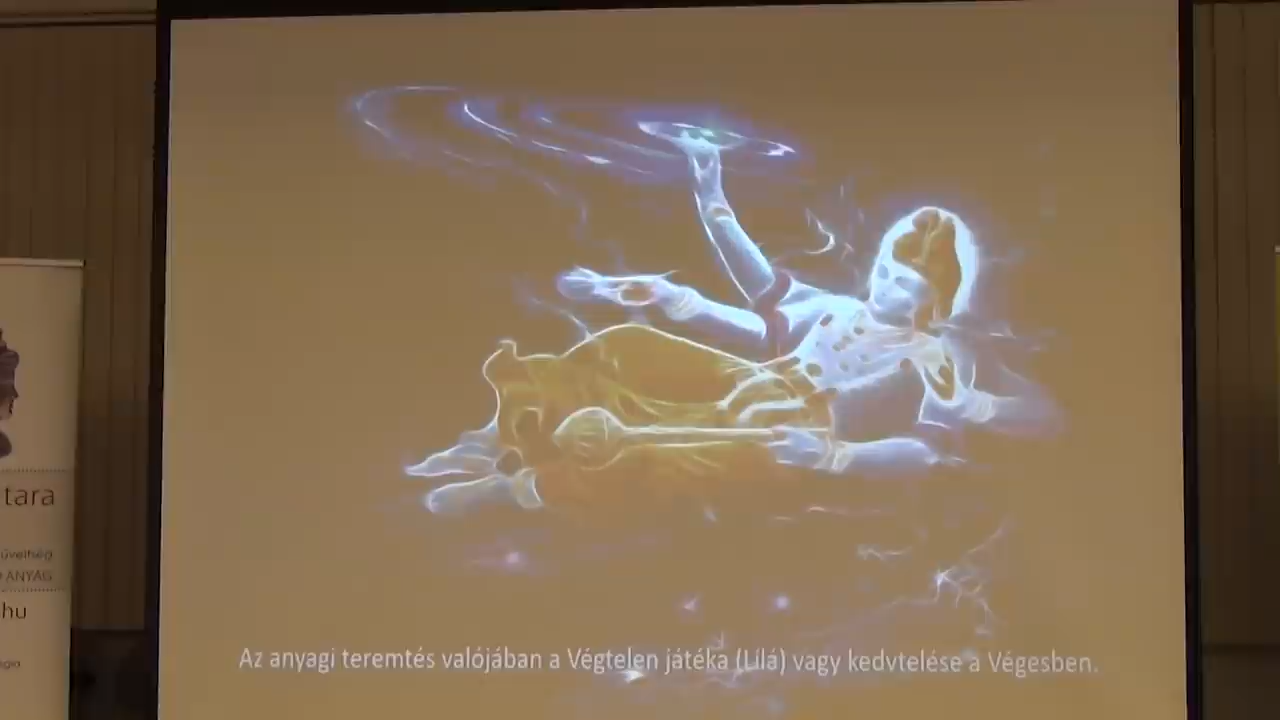 tara
ANYAG
hu
Az anyagi teremtés valójában a Végtelen játéka (Lílá) vagy kedvtelése a Végesben.